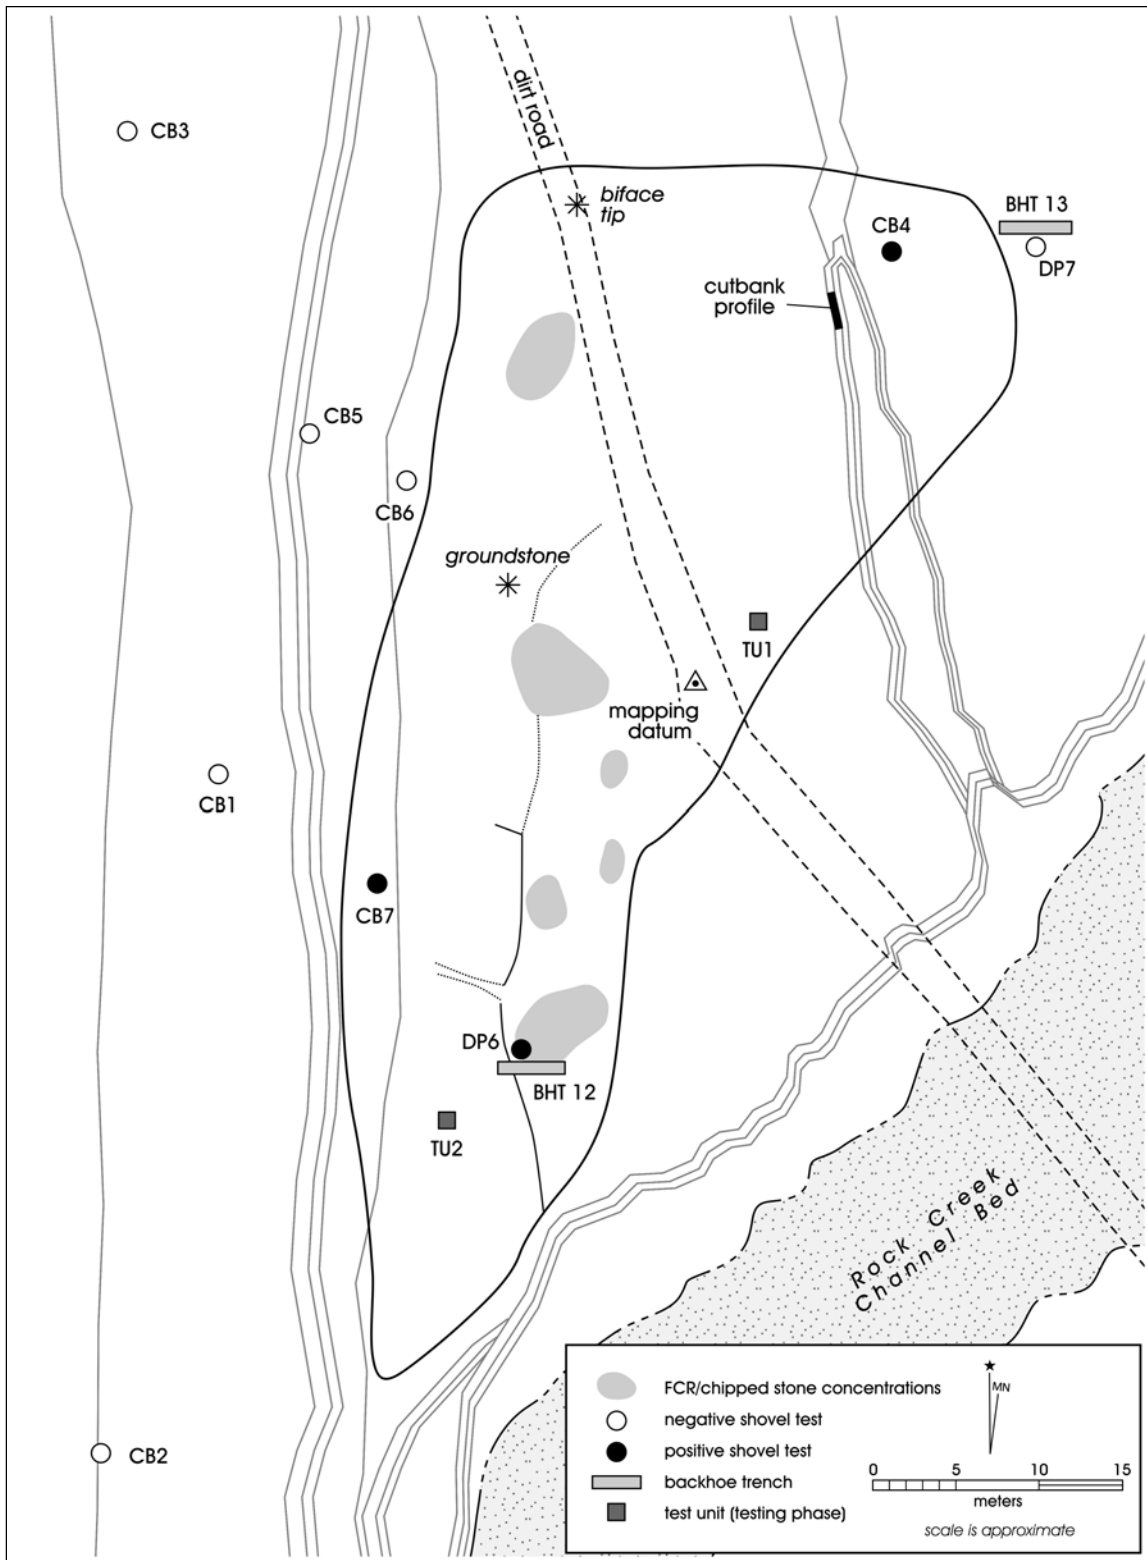 dirt road
CB3
biface
tip
BHT 13
CB4
DP7
cutbank
profile
CB5
CB6
groundstone
TU1
mapping
datum
CB1
CB7
DP6
BHT 12
TU2
Rock Creek
Channel Bed
CB2
FCR/chipped stone concentrations
negative shovel test
positive shovel test
backhoe trench
test unit (testing phase)
MN
0 5 10 15
meters
scale is approximate